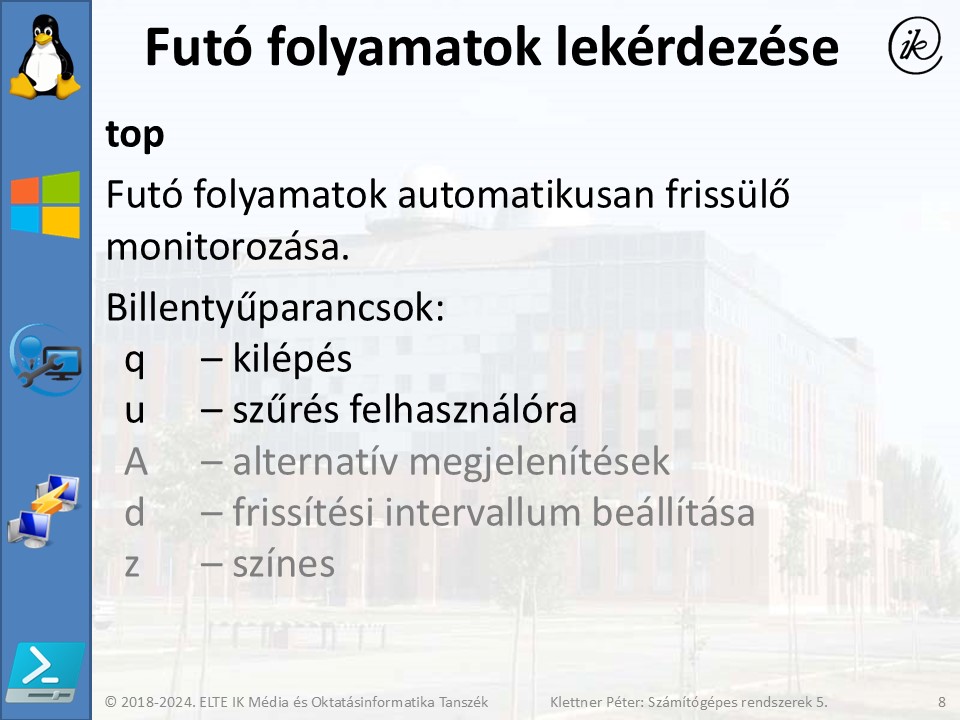 Futó folyamatok lekérdezése
ik
top
Futó folyamatok automatikusan frissülő
monitorozása.
Billentyűparancsok:
q – kilépés
u – szűrés felhasználóra
A – alternatív megjelenítések
d – frissítési intervallum beállítása
z – színes
© 2018-2024. ELTE IK Média és Oktatásinformatika Tanszék Klettner Péter: Számítógépes rendszerek 5. 8